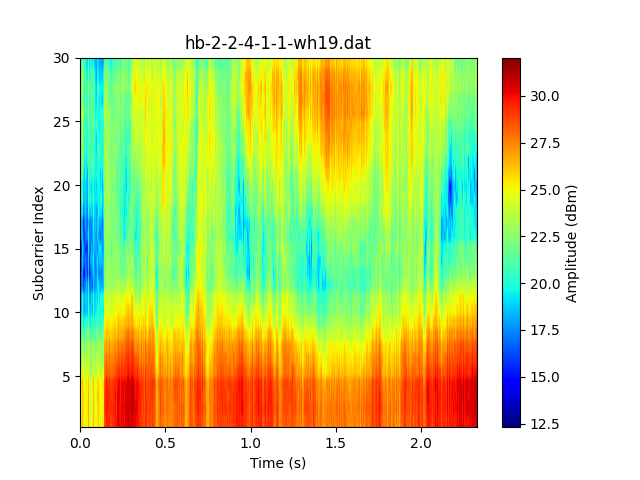 hb-2-2-4-1-1-wh19.dat
30
25
20
15
10
5
Subcarrier Index
0.0 0.5 1.0 1.5 2.0
Time (s)
30.0
27.5
25.0
22.5
20.0
17.5
15.0
12.5
Amplitude (dBm)